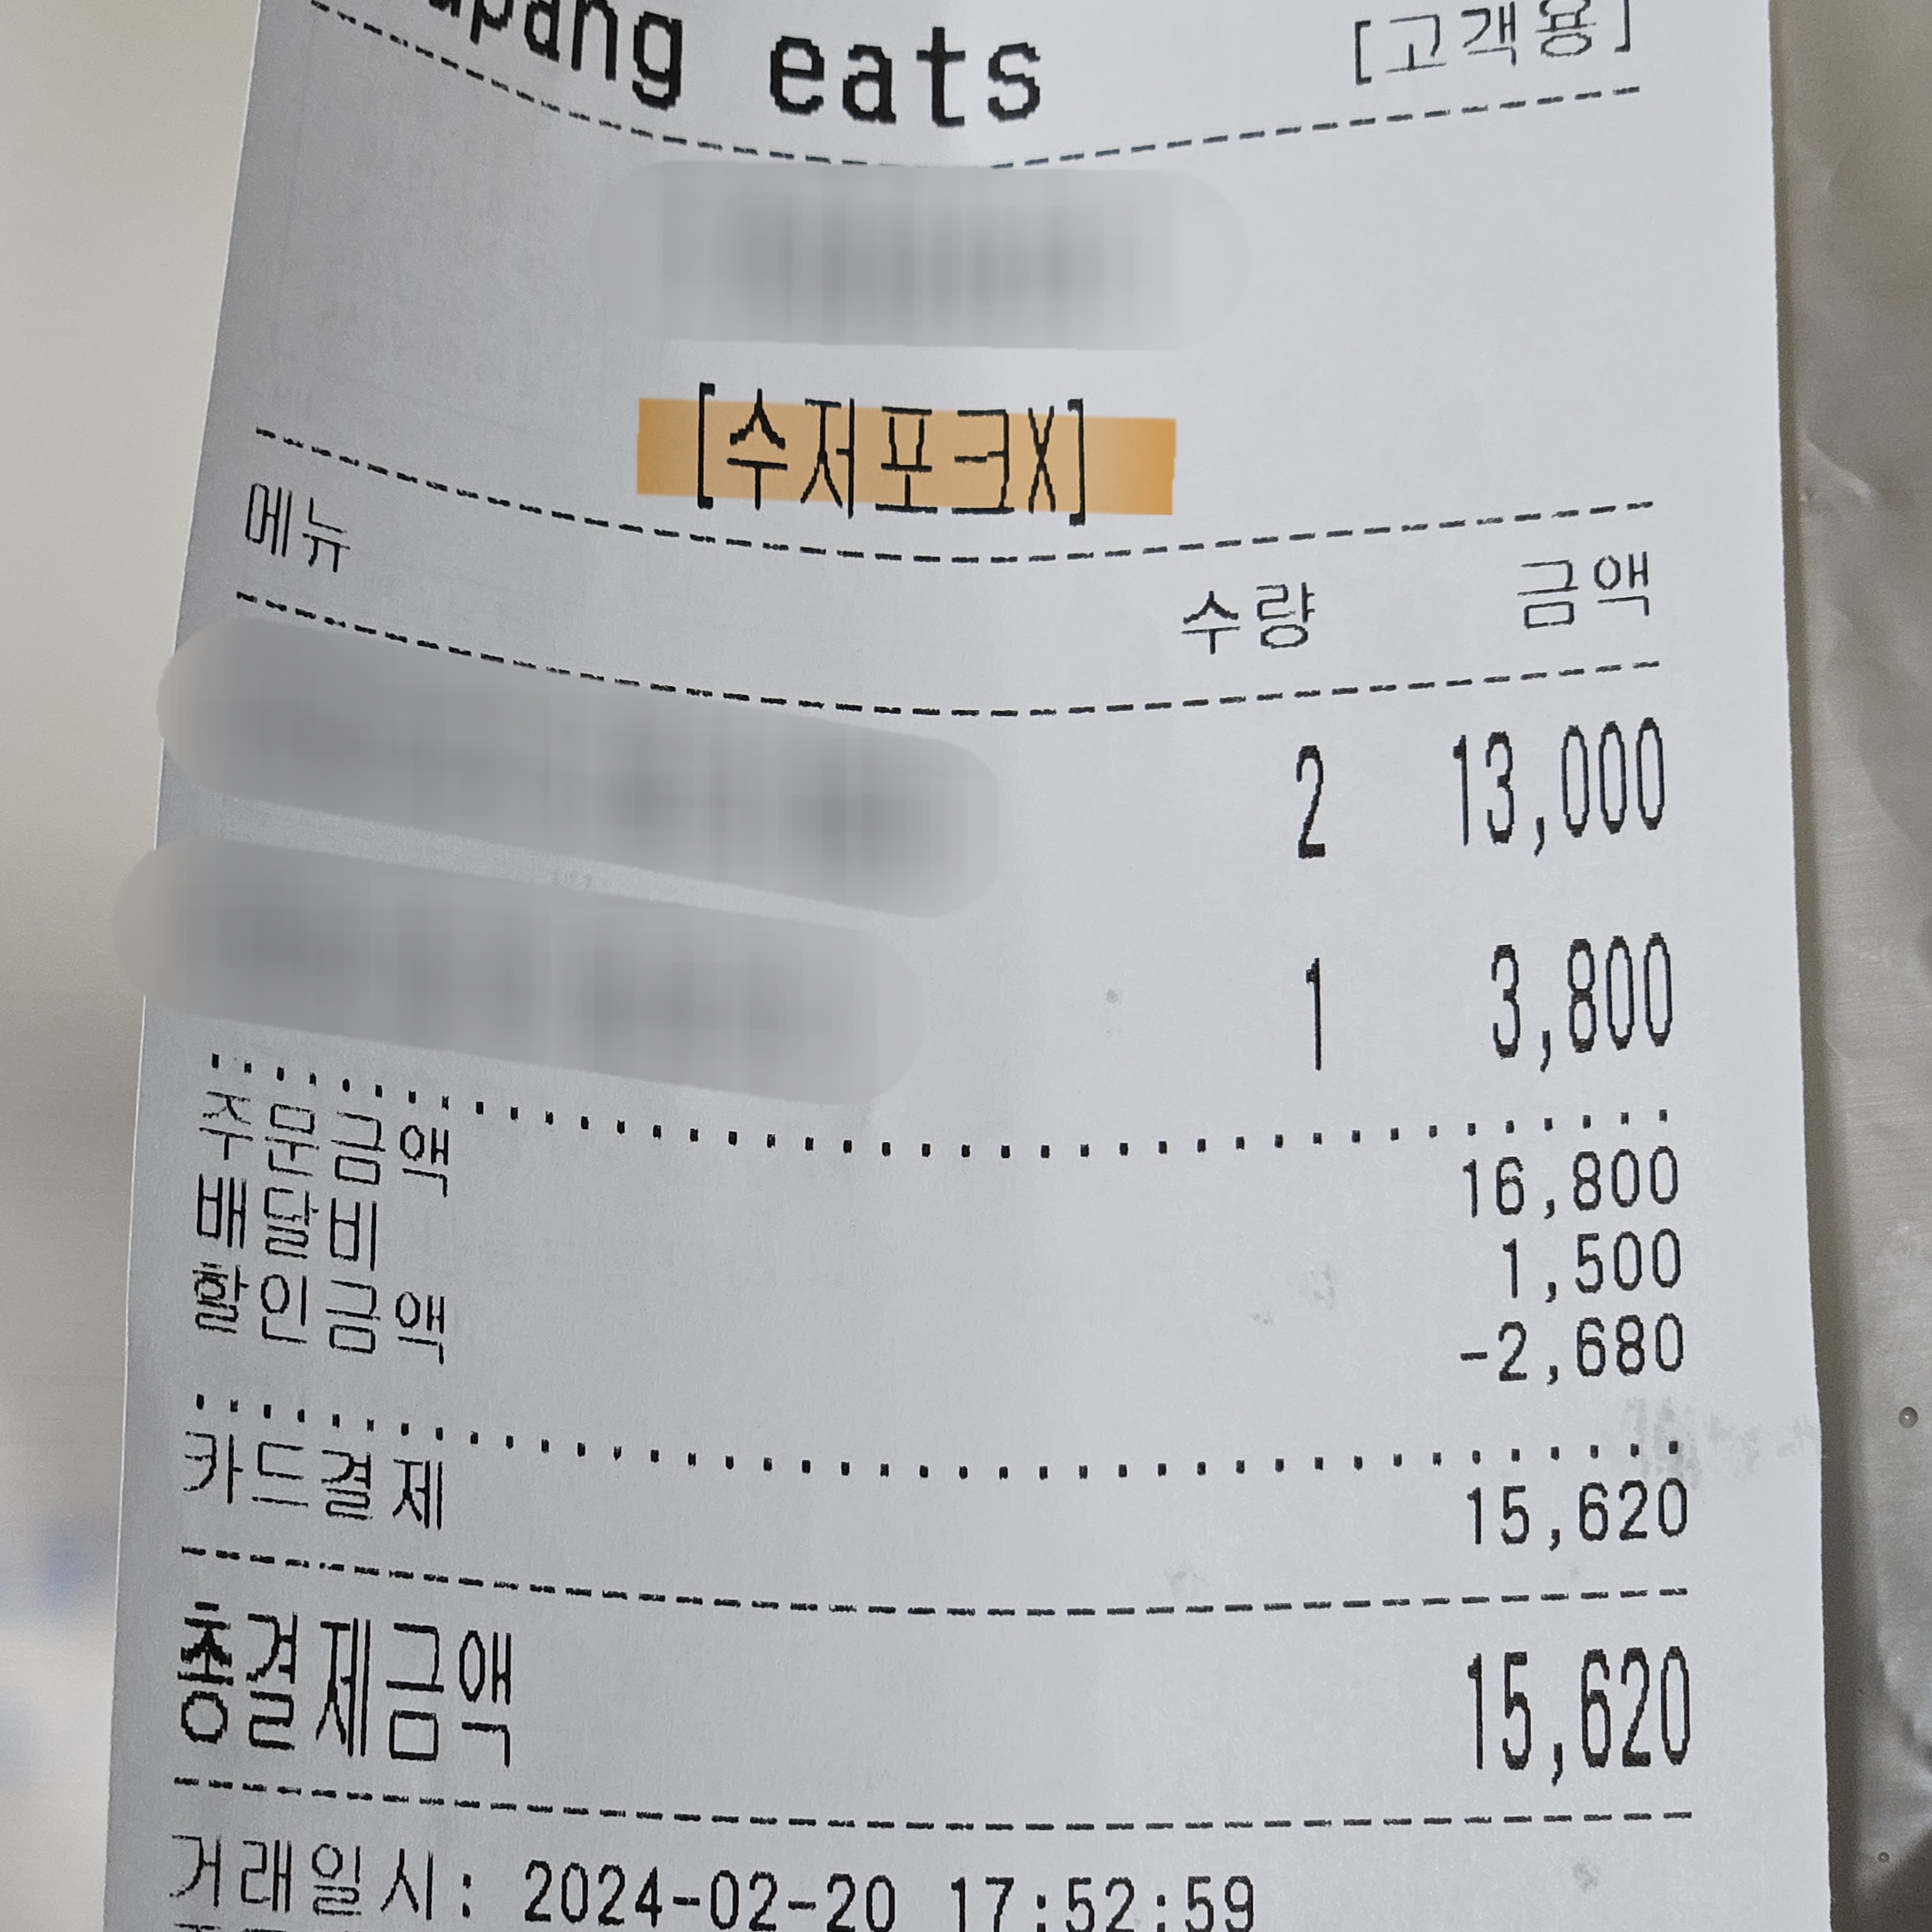 eats [고객용]
[수저포크X]
메뉴 수량 금액
2 13,000
1 3,800
주문금액 16,800
배달비 1,500
할인금액 -2,680
카드결제 15,620
총결제금액 15,620
거래일시: 2024-02-20 17:52:59